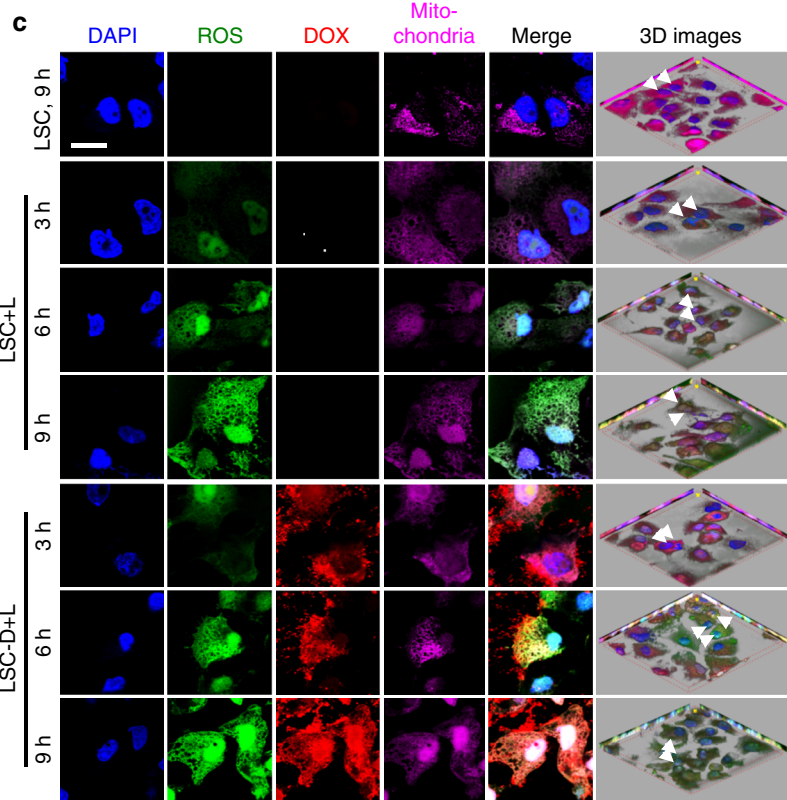 c
DAPI
ROS
DOX
Mito-
chondria
Merge
3D images
LSC, 9 h
LSC+L
3 h
6 h
9 h
LSC-D+L
3 h
6 h
9 h